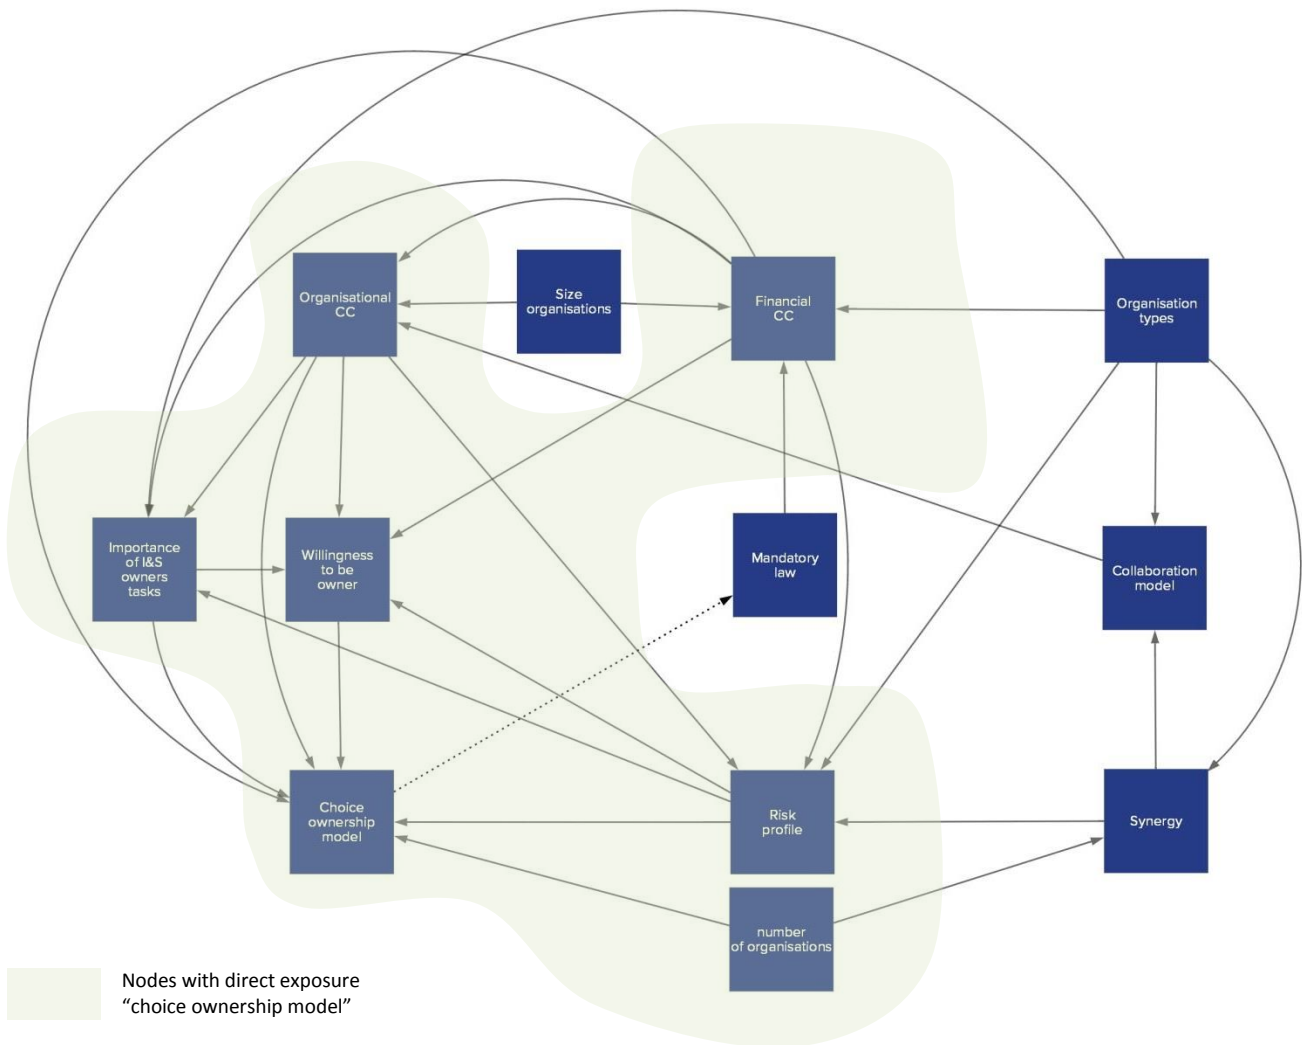 Organisational
CC
Size
organisations
Financial
CC
Organisation
types
Importance
of I&S
owners
tasks
Willingness
to be
owner
Mandatory
law
Collaboration
model
Choice
ownership
model
Risk
profile
Synergy
number
of organisations
Nodes with direct exposure
“choice ownership model”